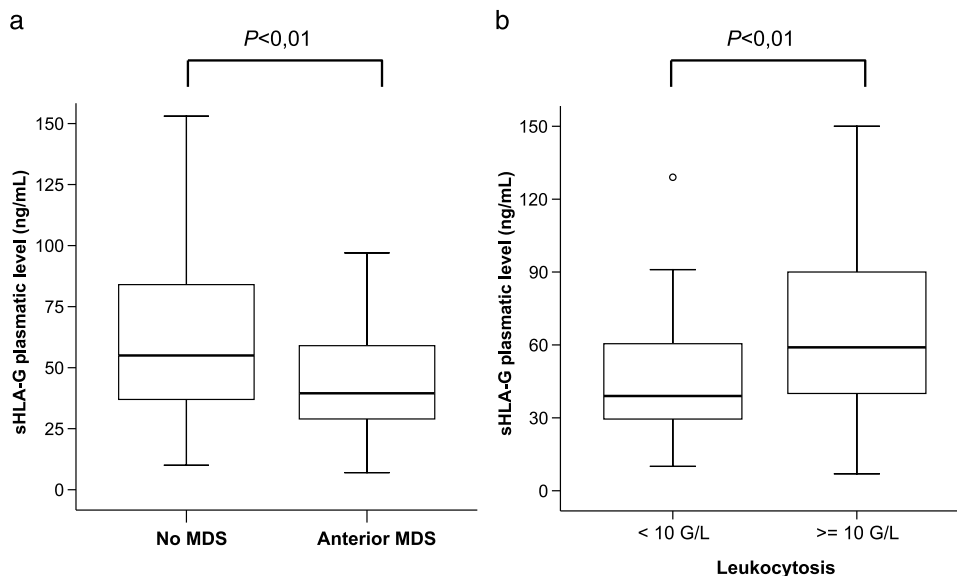 a
P<0,01
sHLA-G plasmatic level (ng/mL)
150
125
100
75
50
25
0
No MDS
Anterior MDS
b
P<0,01
sHLA-G plasmatic level (ng/mL)
150
120
90
60
30
0
< 10 G/L
>= 10 G/L
Leukocytosis